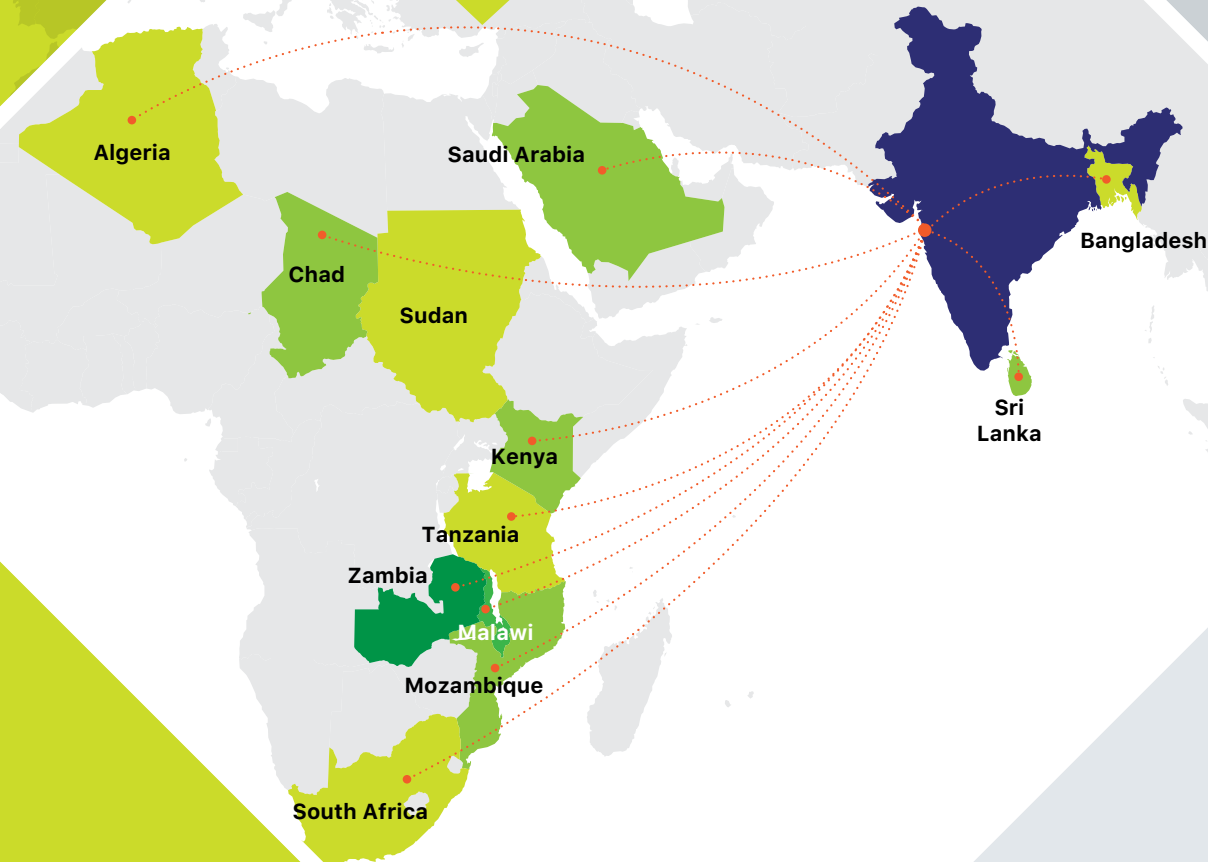 Algeria
Saudi Arabia
Bangladesh
Chad
Sudan
Sri
Lanka
Kenya
Tanzania
Zambia
Malawi
Mozambique
South Africa